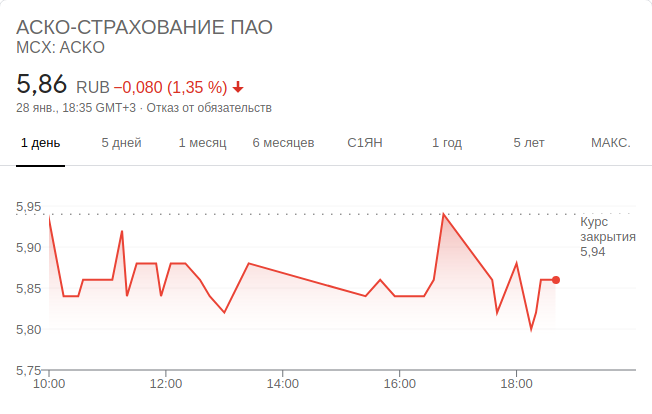 АСКО-СТРАХОВАНИЕ ПАО
MCX: ACKO
5,86 RUB −0,080 (1,35 %)
28 янв., 18:35 GMT+3 · Отказ от обязательств
1 день 5 дней 1 месяц 6 месяцев С1ЯН 1 год 5 лет МАКС.
5,95
Курс
закрытия
5,94
5,90
5,85
5,80
5,75
10:00 12:00 14:00 16:00 18:00